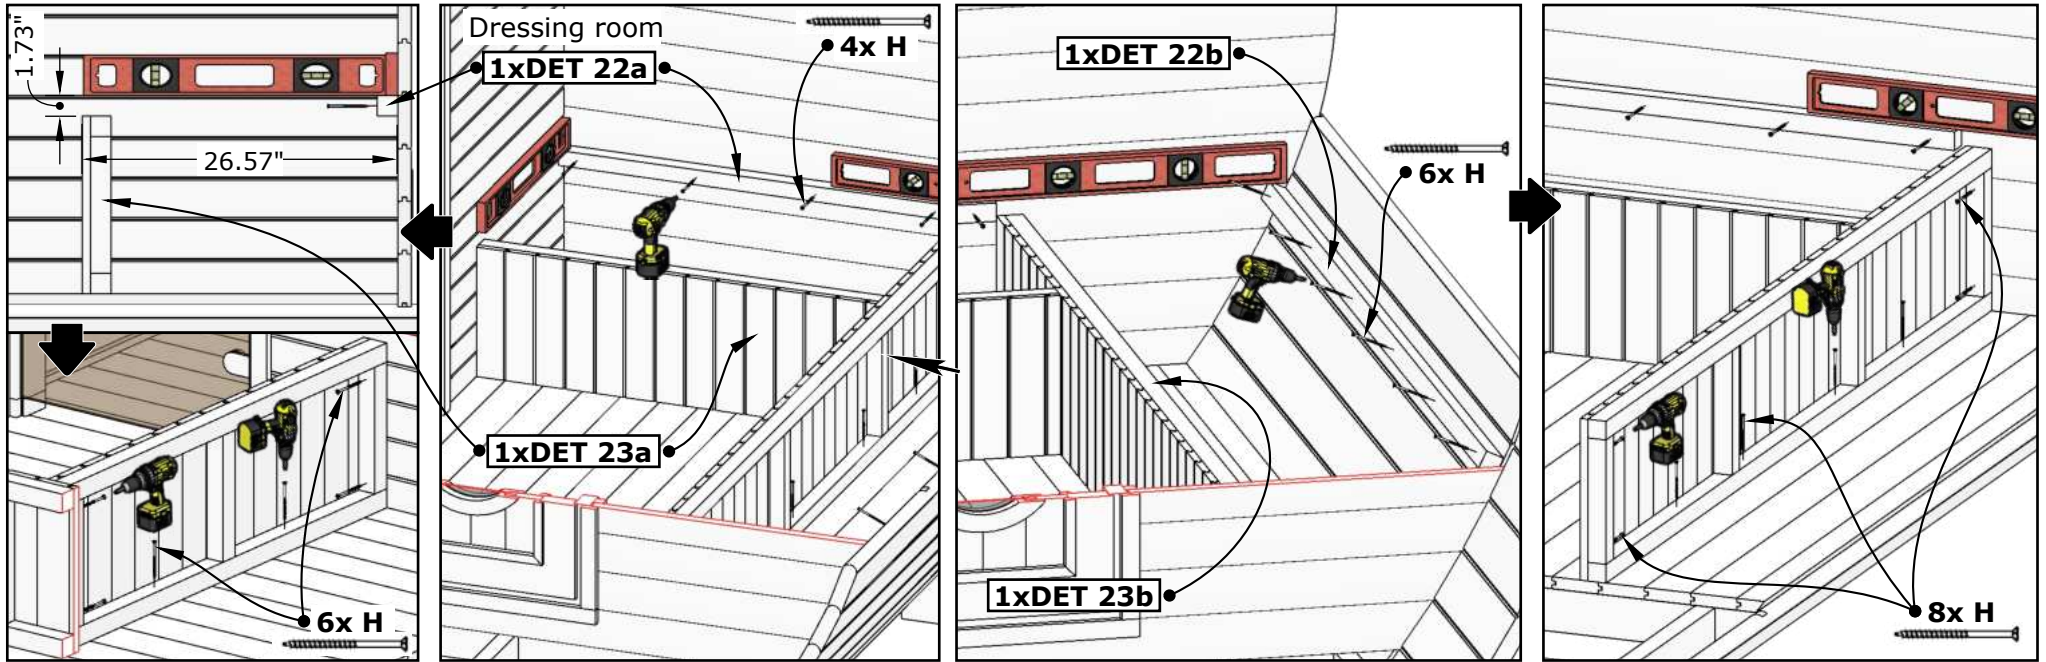 1.73"
26.57"
6x H
Dressing room
1xDET 22a
4x H
1xDET 23a
1xDET 22b
6x H
1xDET 23b
8x H